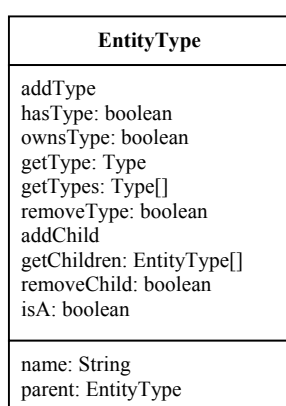 EntityType
addType
hasType: boolean
ownsType: boolean
getType: Type
getTypes: Type[]
removeType: boolean
addChild
getChildren: EntityType[]
removeChild: boolean
isA: boolean
name: String
parent: EntityType